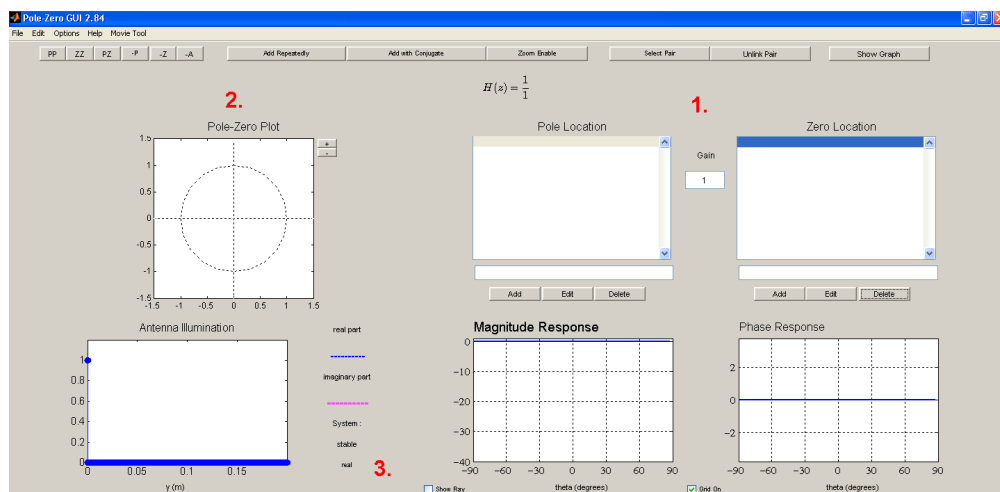 Pole-Zero GUI 2.84
File Edit Options Help Movie Tool
PP ZZ PZ -P -Z -A Add Repeatedly Add with Conjugate Zoom Enable Select Pair Unlink Pair Show Graph
H(z) = 1/1
2. 1.
Pole-Zero Plot
+
-
1.5
1
0.5
0
-0.5
-1
-1.5
-1.5 -1 -0.5 0 0.5 1 1.5
Pole Location
Gain
1
Zero Location
Add Edit Delete
Add Edit Delete
Antenna Illumination
1
0.8
0.6
0.4
0.2
0
0 0.05 0.1 0.15
y (m)
real part
imaginary part
System :
stable
real
3.
Magnitude Response
0
-10
-20
-30
-40
-90 -60 -30 0 30 60 90
Show Ray
theta (degrees)
Phase Response
2
0
-2
-90 -60 -30 0 30 60 90
Grid On
theta (degrees)